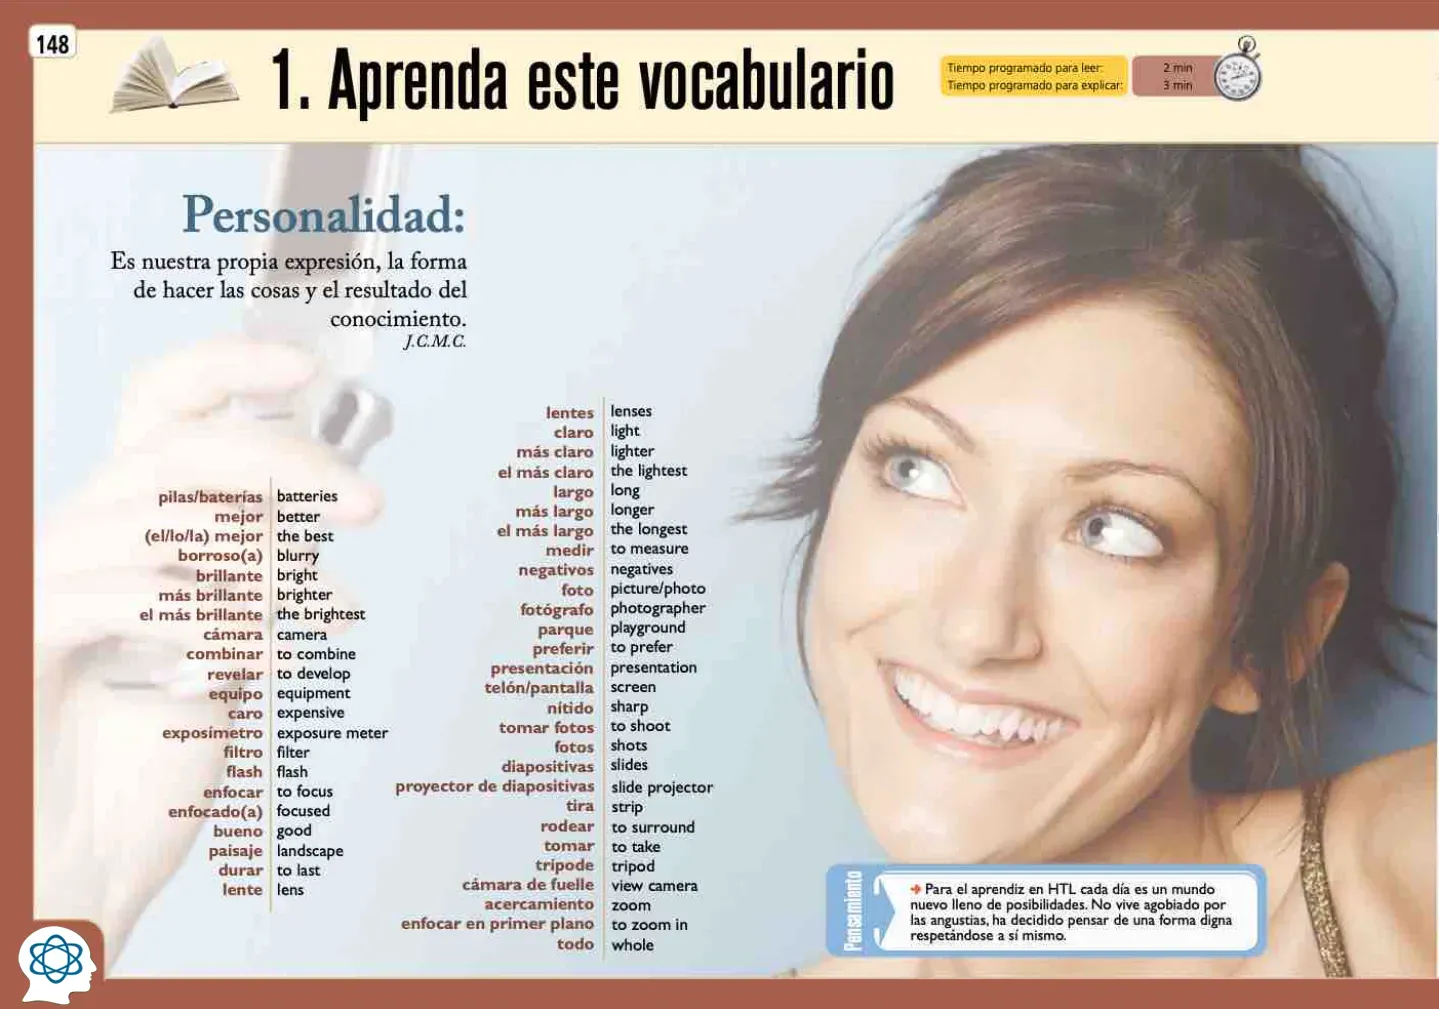 148
1. Aprenda este vocabulario
Tiempo programado para leer: 2 min
Tiempo programado para explicar: 3 min
Personalidad:
Es nuestra propia expresión, la forma
de hacer las cosas y el resultado del
conocimiento.
J.C.M.C.
pilas/baterías batteries
mejor better
(el/lo/la) mejor the best
borroso(a) blurry
brillante bright
más brillante brighter
el más brillante the brightest
cámara camera
combinar to combine
revelar to develop
equipo equipment
caro expensive
exposímetro exposure meter
filtro filter
flash flash
enfocar to focus
enfocado(a) focused
bueno good
paisaje landscape
durar to last
lente lens
lentes lenses
claro light
más claro lighter
el más claro the lightest
largo long
más largo longer
el más largo the longest
medir to measure
negativos negatives
foto picture/photo
fotógrafo photographer
parque playground
preferir to prefer
presentación presentation
telón/pantalla screen
nítido sharp
tomar fotos to shoot
fotos shots
diapositivas slides
proyector de diapositivas slide projector
tira strip
rodear to surround
tomar to take
trípode tripod
cámara de fuelle view camera
acercamiento zoom
enfocar en primer plano to zoom in
todo whole
Pensamiento
Para el aprendiz en HTL cada día es un mundo
nuevo lleno de posibilidades. No vive agobiado por
las angustias, ha decidido pensar de una forma digna
respetándose a sí mismo.